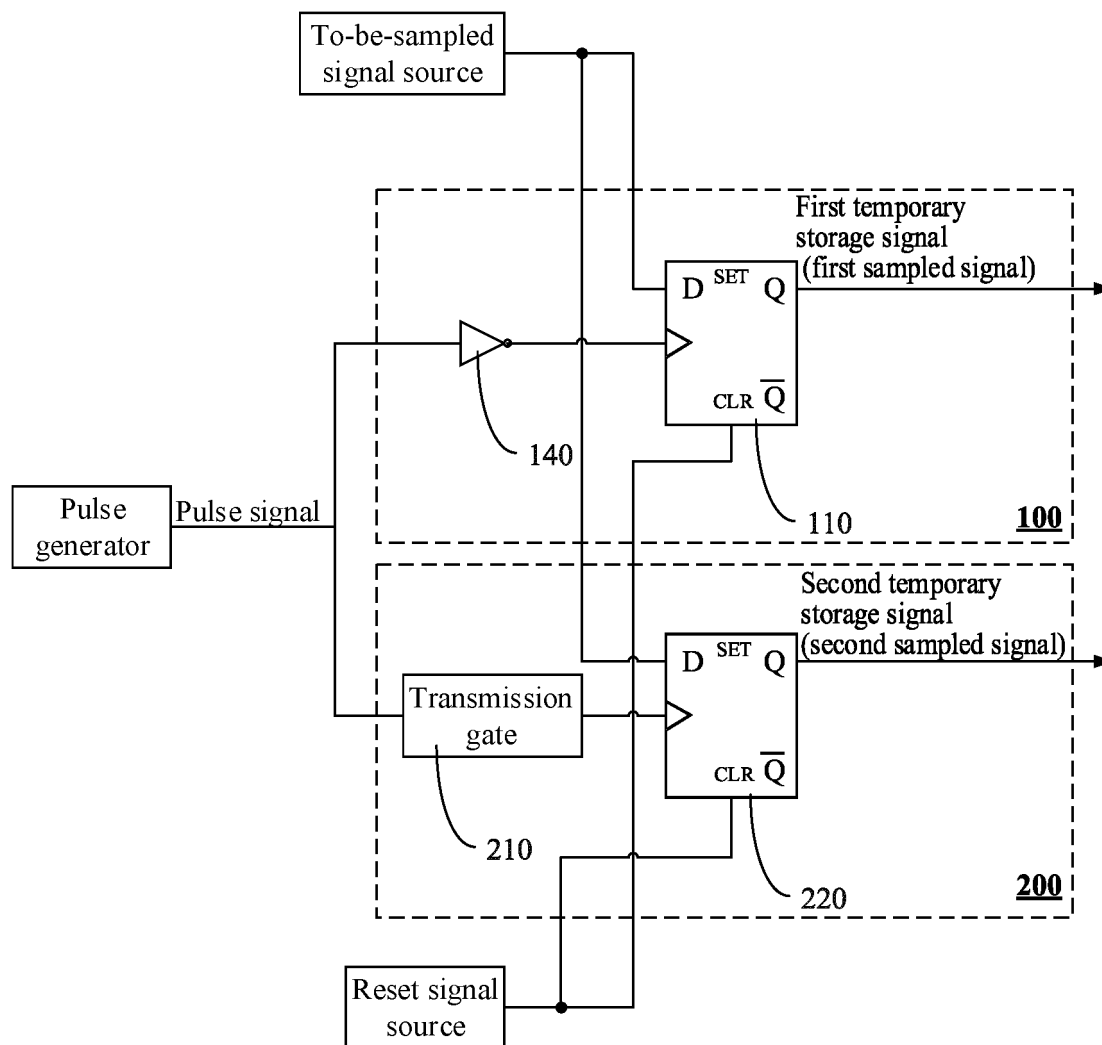 To-be-sampled
signal source
First temporary
storage signal
(first sampled signal)
D SET Q
CLR Q̅
140
110
100
Pulse
generator
Pulse signal
Second temporary
storage signal
(second sampled signal)
D SET Q
Transmission
gate
CLR Q̅
210
220
200
Reset signal
source